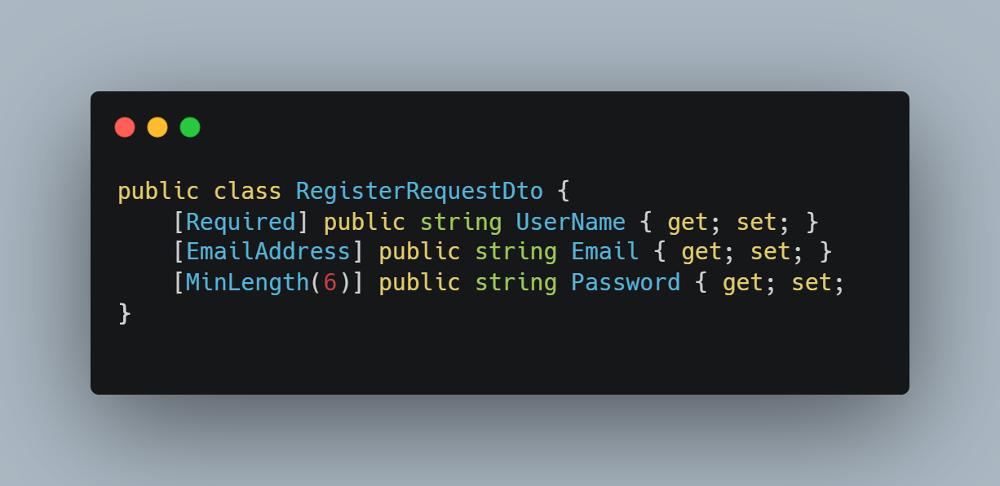 public class RegisterRequestDto {
    [Required] public string UserName { get; set; }
    [EmailAddress] public string Email { get; set; }
    [MinLength(6)] public string Password { get; set;
}